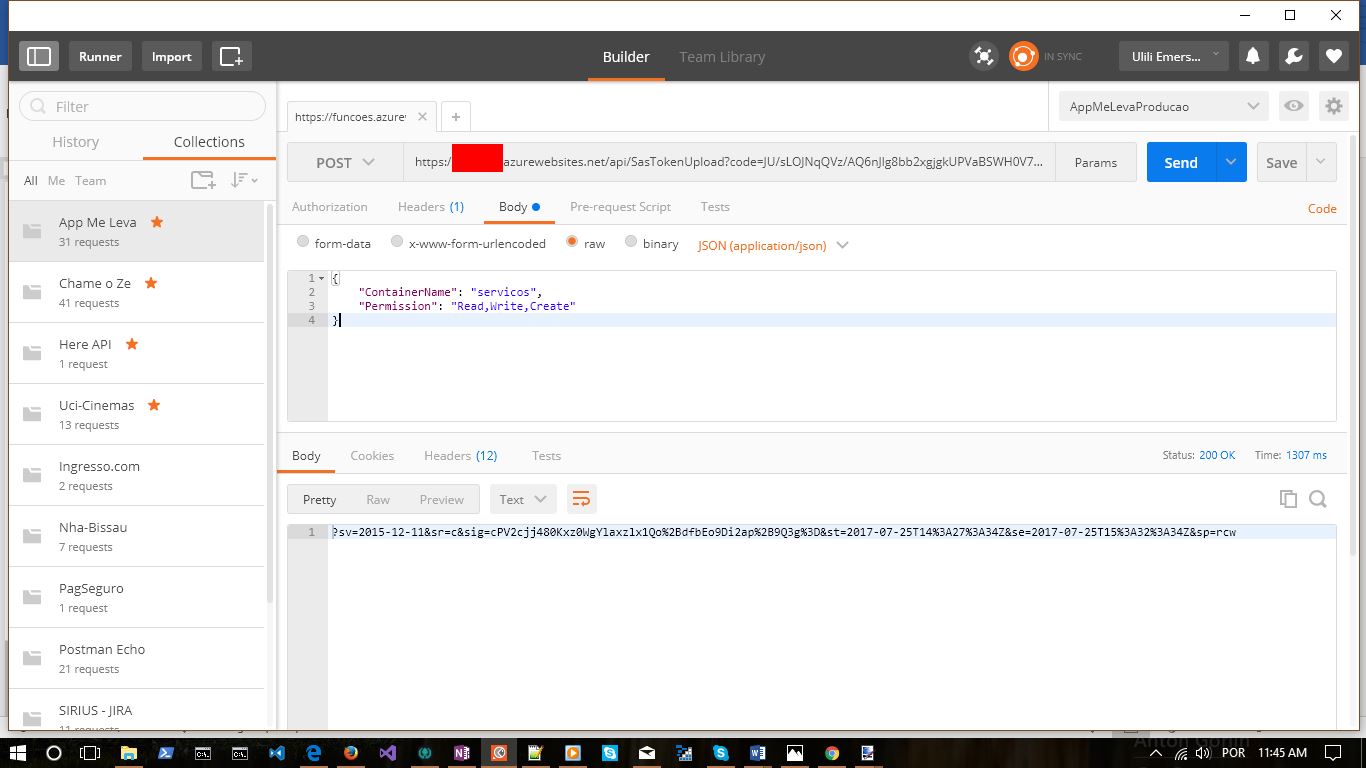 Runner
Import
Builder
Team Library
IN SYNC
Ulili Emers...
Filter
History
Collections
All Me Team
App Me Leva
31 requests
Chame o Ze
41 requests
Here API
1 request
Uci-Cinemas
13 requests
Ingresso.com
2 requests
Nha-Bissau
7 requests
PagSeguro
1 request
Postman Echo
21 requests
SIRIUS - JIRA
11 requests
https://funcoes.azurew
AppMeLevaProducao
POST
https:/ azurewebsites.net/api/SasTokenUpload?code=JU/sLOJNqQVz/AQ6nJlg8bb2xgjgkUPVaBSWH0V7...
Params
Send
Save
Authorization
Headers (1)
Body
Pre-request Script
Tests
Code
form-data
x-www-form-urlencoded
raw
binary
JSON (application/json)
1 {
2 "ContainerName": "servicos",
3 "Permission": "Read,Write,Create"
4 }
Body
Cookies
Headers (12)
Tests
Status: 200 OK
Time: 1307 ms
Pretty
Raw
Preview
Text
1 ?sv=2015-12-11&sr=c&sig=cPV2cjj480Kxz0WgYlaxzlx1Qo%2BdfbEo9Di2ap%2B9Q3g%3D&st=2017-07-25T14%3A27%3A34Z&se=2017-07-25T15%3A32%3A34Z&sp=rcw
POR
11:45 AM